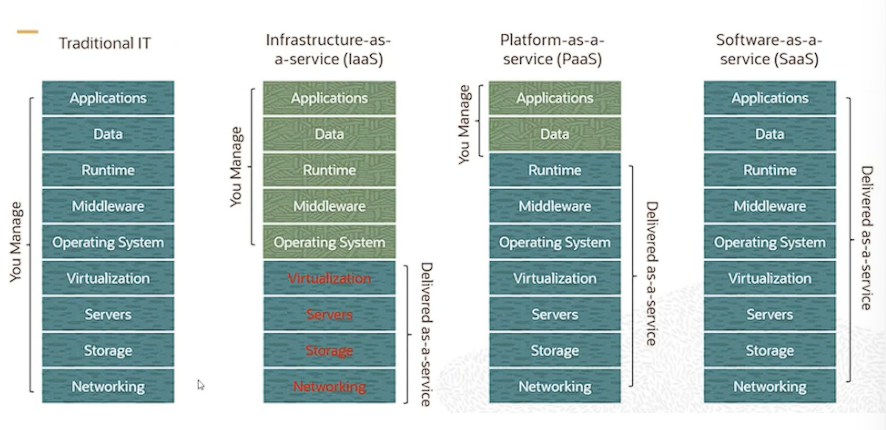 Traditional IT
You Manage
Applications
Data
Runtime
Middleware
Operating System
Virtualization
Servers
Storage
Networking
Infrastructure-as-
a-service (IaaS)
You Manage
Applications
Data
Runtime
Middleware
Operating System
Virtualization
Servers
Storage
Networking
Delivered as-a-service
Platform-as-a-
service (PaaS)
You Manage
Applications
Data
Runtime
Middleware
Operating System
Virtualization
Servers
Storage
Networking
Delivered as-a-service
Software-as-a-
service (SaaS)
Applications
Data
Runtime
Middleware
Operating System
Virtualization
Servers
Storage
Networking
Delivered as-a-service